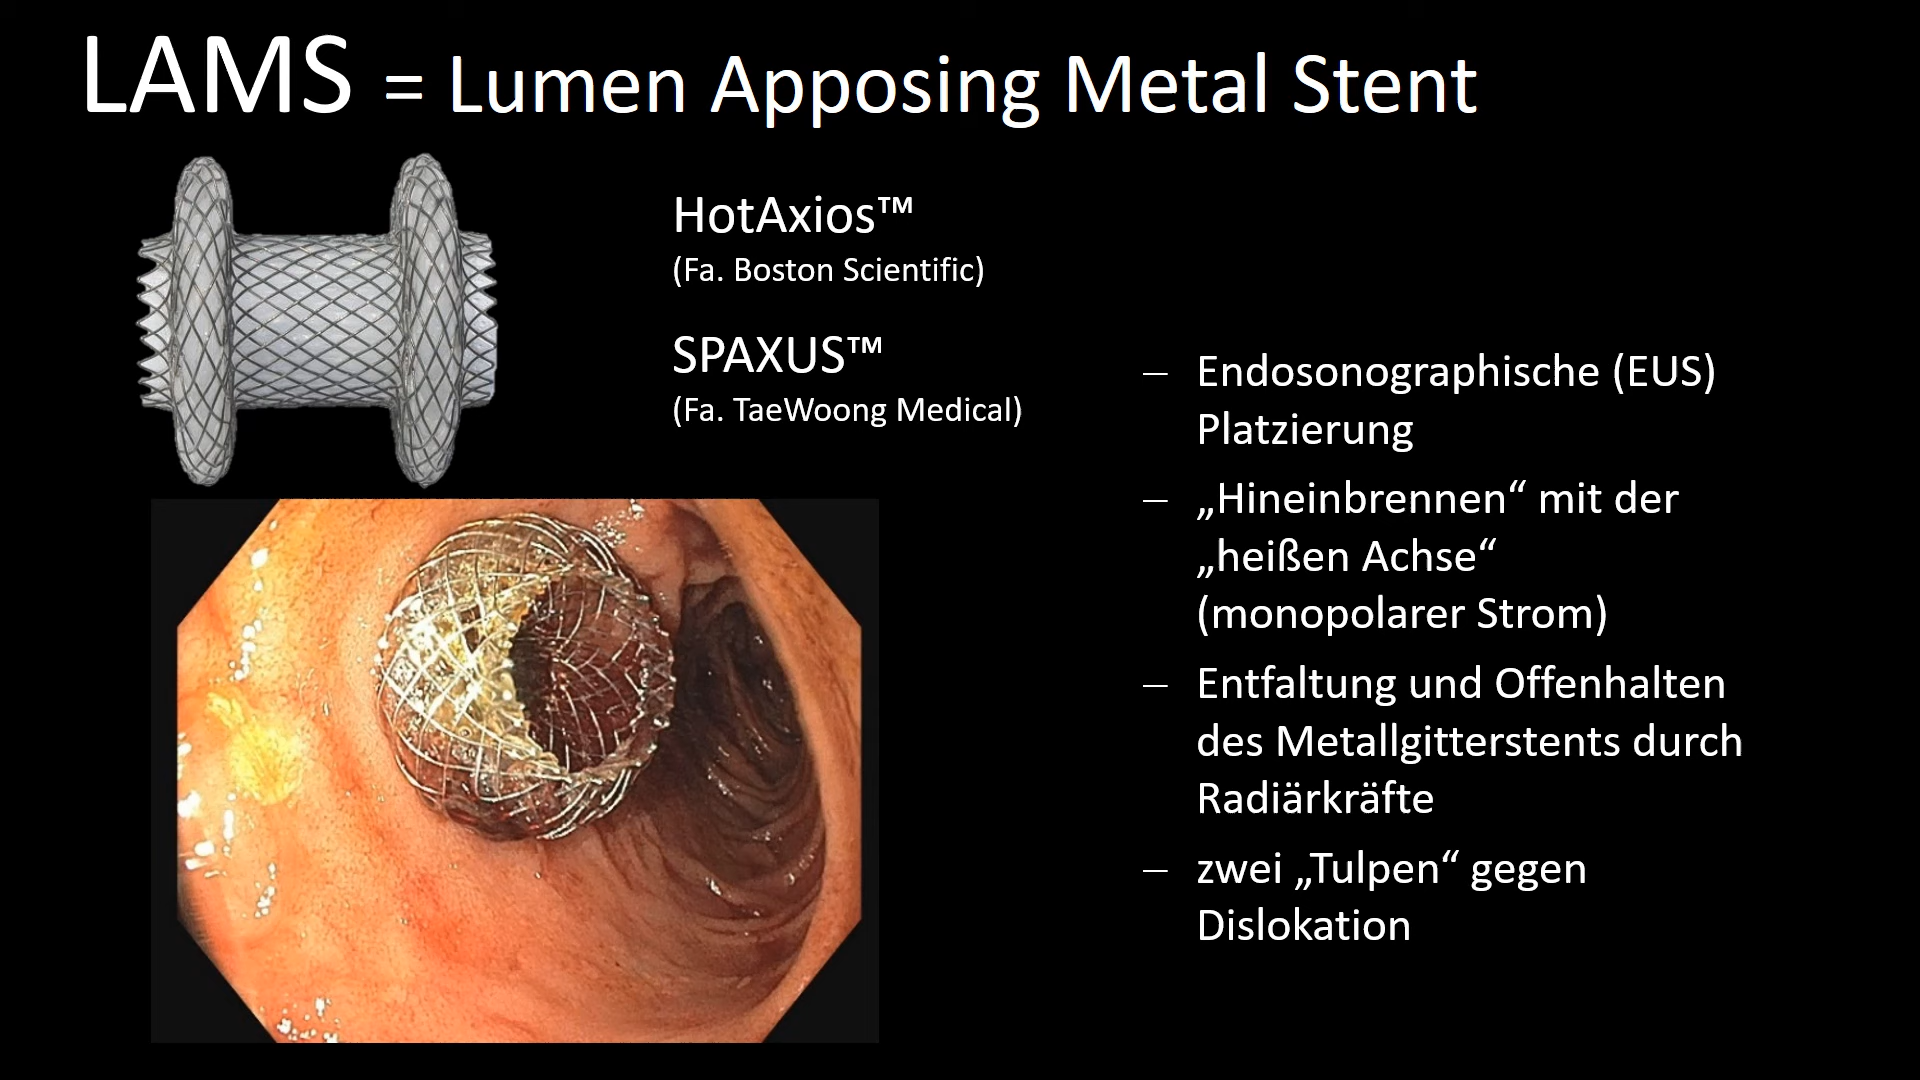 LAMS = Lumen Apposing Metal Stent
HotAxios™
(Fa. Boston Scientific)
SPAXUS™
(Fa. TaeWoong Medical)
– Endosonographische (EUS)
Platzierung
– „Hineinbrennen“ mit der
„heißen Achse“
(monopolarer Strom)
– Entfaltung und Offenhalten
des Metallgitterstents durch
Radiärkräfte
– zwei „Tulpen“ gegen
Dislokation